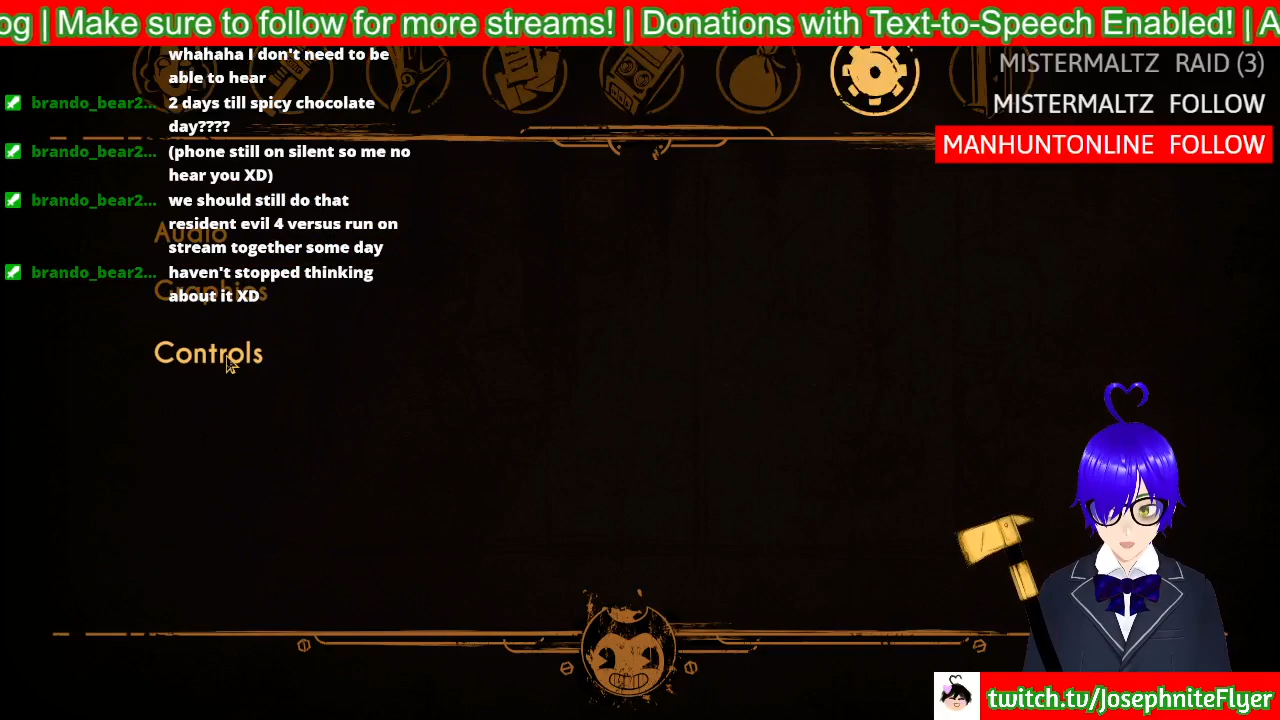 og | Make sure to follow for more streams! | Donations with Text-to-Speech Enabled! | A
whahaha I don't need to be
able to hear
brando_bear2... 2 days till spicy chocolate
day????
brando_bear2... (phone still on silent so me no
hear you XD)
brando_bear2... we should still do that
resident evil 4 versus run on
stream together some day
brando_bear2... haven't stopped thinking
about it XD
Audio
Graphics
Controls
MISTERMALTZ RAID (3)
MISTERMALTZ FOLLOW
MANHUNTONLINE FOLLOW
twitch.tv/JosephniteFlyer